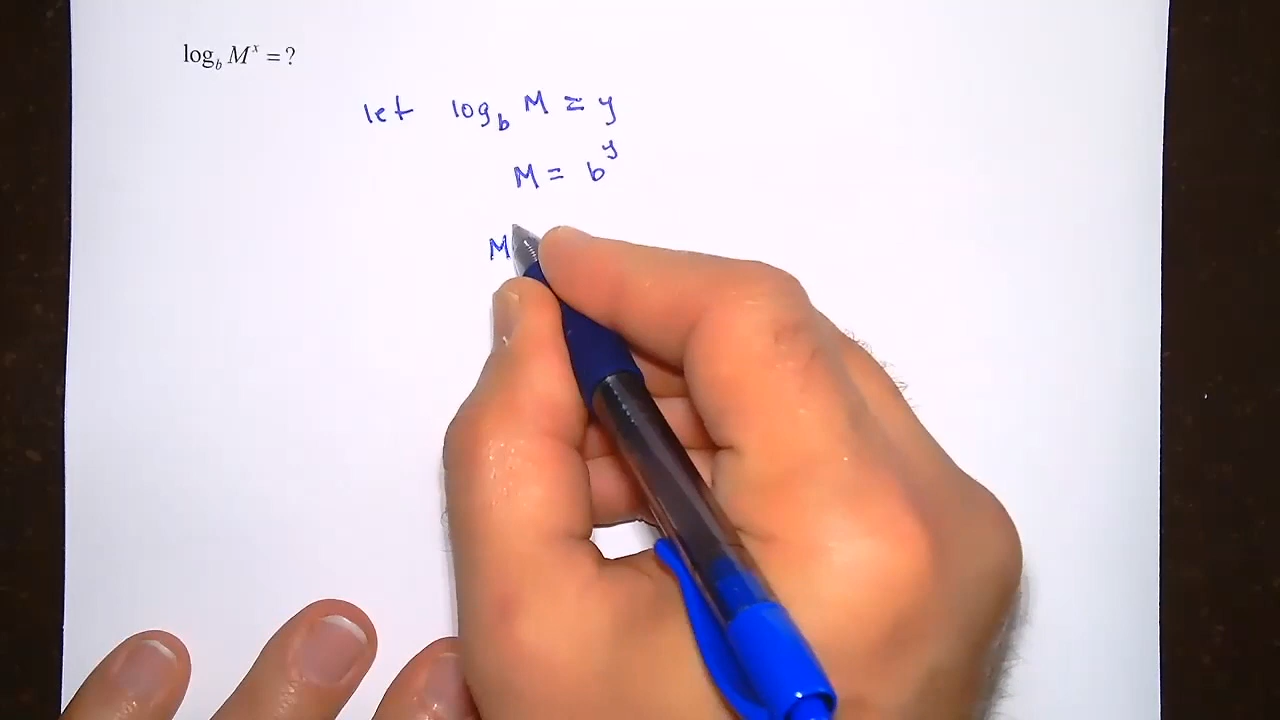 log_b M^x = ?
let log_b M = y
M = b^y
M